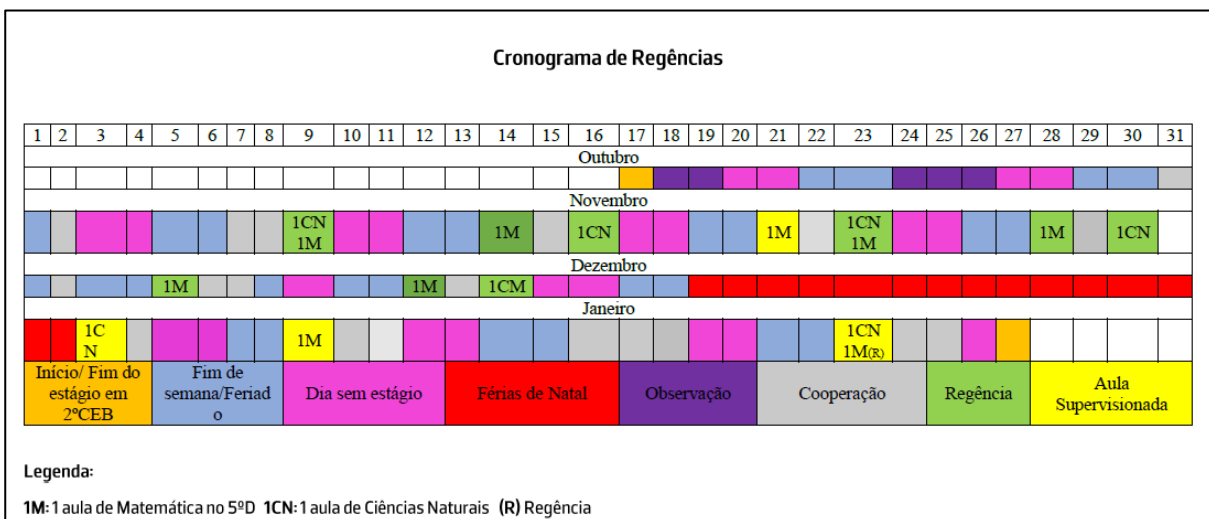 Cronograma de Regências
1 2 3 4 5 6 7 8 9 10 11 12 13 14 15 16 17 18 19 20 21 22 23 24 25 26 27 28 29 30 31
Outubro
Novembro
1CN 1M 1CN 1M 1CN 1M 1CN
1M 1M
Dezembro
1M 1M 1CM
Janeiro
1C 1M 1CN
N 1M(R)
Início/ Fim do
estágio em
2ºCEB
Fim de
semana/Feriad
o
Dia sem estágio
Férias de Natal
Observação
Cooperação
Regência
Aula
Supervisionada
Legenda:
1M: 1 aula de Matemática no 5ºD 1CN: 1 aula de Ciências Naturais (R) Regência